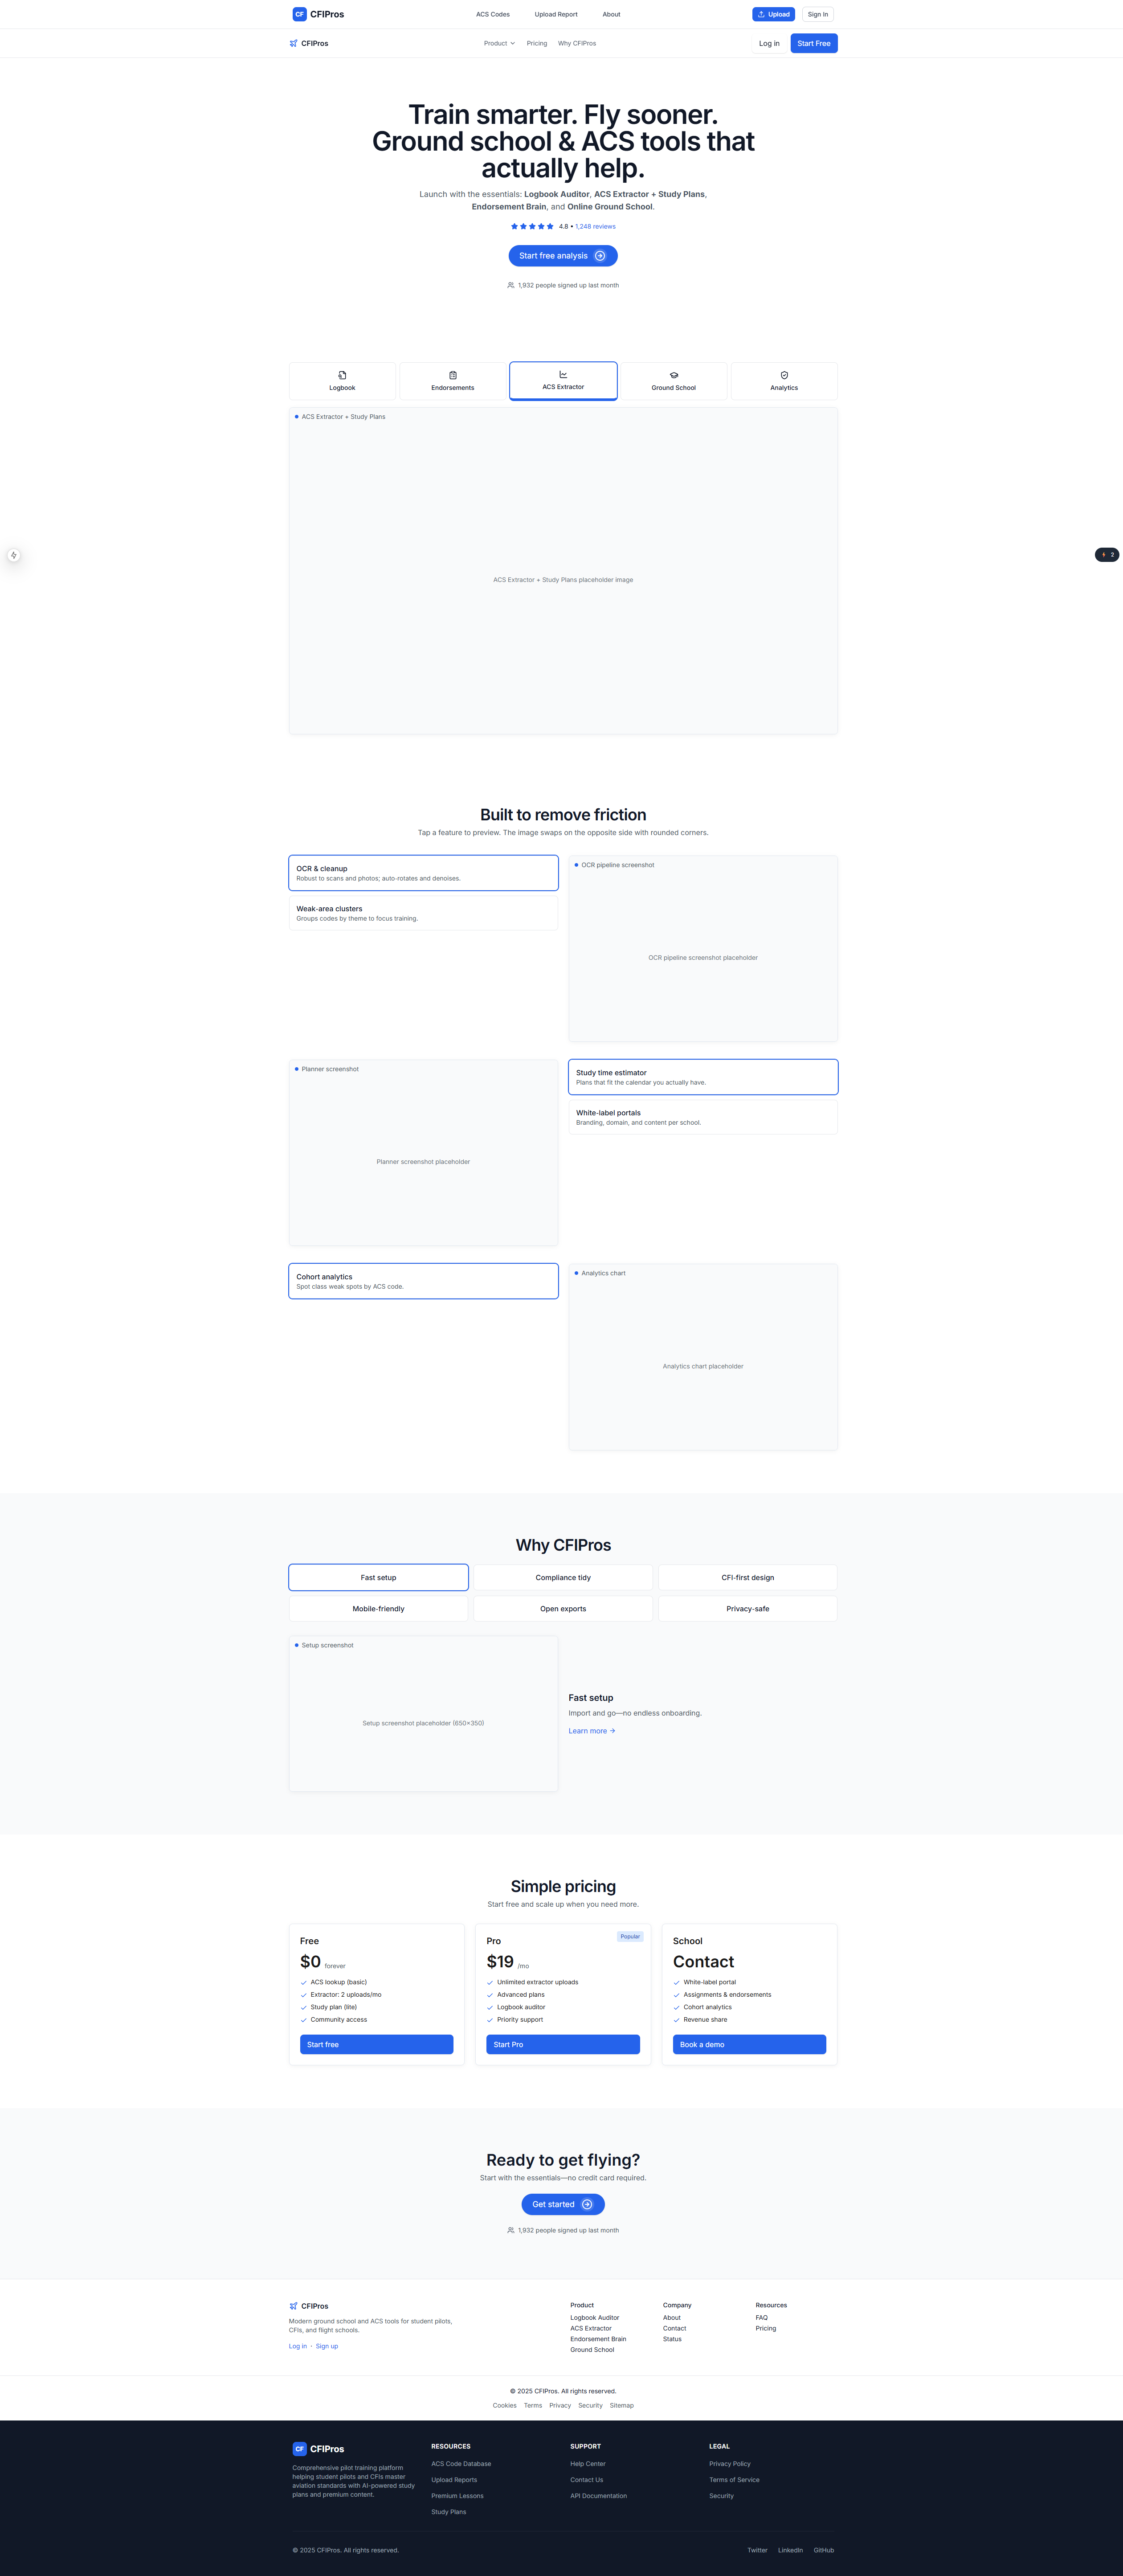 CF CFIPros
ACS Codes
Upload Report
About
Upload
Sign In
CFIPros
Product
Pricing
Why CFIPros
Log in
Start Free
Train smarter. Fly sooner.
Ground school & ACS tools that
actually help.
Launch with the essentials: Logbook Auditor, ACS Extractor + Study Plans,
Endorsement Brain, and Online Ground School.
4.8 • 1,248 reviews
Start free analysis
1,932 people signed up last month
Logbook
Endorsements
ACS Extractor
Ground School
Analytics
ACS Extractor + Study Plans
2
ACS Extractor + Study Plans placeholder image
Built to remove friction
Tap a feature to preview. The image swaps on the opposite side with rounded corners.
OCR & cleanup
Robust to scans and photos; auto-rotates and denoises.
Weak-area clusters
Groups codes by theme to focus training.
OCR pipeline screenshot
OCR pipeline screenshot placeholder
Planner screenshot
Planner screenshot placeholder
Study time estimator
Plans that fit the calendar you actually have.
White-label portals
Branding, domain, and content per school.
Cohort analytics
Spot class weak spots by ACS code.
Analytics chart
Analytics chart placeholder
Why CFIPros
Fast setup
Compliance tidy
CFI-first design
Mobile-friendly
Open exports
Privacy-safe
Setup screenshot
Setup screenshot placeholder (650×350)
Fast setup
Import and go—no endless onboarding.
Learn more →
Simple pricing
Start free and scale up when you need more.
Free
$0 forever
ACS lookup (basic)
Extractor: 2 uploads/mo
Study plan (lite)
Community access
Start free
Pro
Popular
$19 /mo
Unlimited extractor uploads
Advanced plans
Logbook auditor
Priority support
Start Pro
School
Contact
White-label portal
Assignments & endorsements
Cohort analytics
Revenue share
Book a demo
Ready to get flying?
Start with the essentials—no credit card required.
Get started
1,932 people signed up last month
CFIPros
Modern ground school and ACS tools for student pilots,
CFIs, and flight schools.
Log in · Sign up
Product
Logbook Auditor
ACS Extractor
Endorsement Brain
Ground School
Company
About
Contact
Status
Resources
FAQ
Pricing
© 2025 CFIPros. All rights reserved.
Cookies
Terms
Privacy
Security
Sitemap
CF CFIPros
Comprehensive pilot training platform
helping student pilots and CFIs master
aviation standards with AI-powered study
plans and premium content.
RESOURCES
ACS Code Database
Upload Reports
Premium Lessons
Study Plans
SUPPORT
Help Center
Contact Us
API Documentation
LEGAL
Privacy Policy
Terms of Service
Security
© 2025 CFIPros. All rights reserved.
Twitter
LinkedIn
GitHub